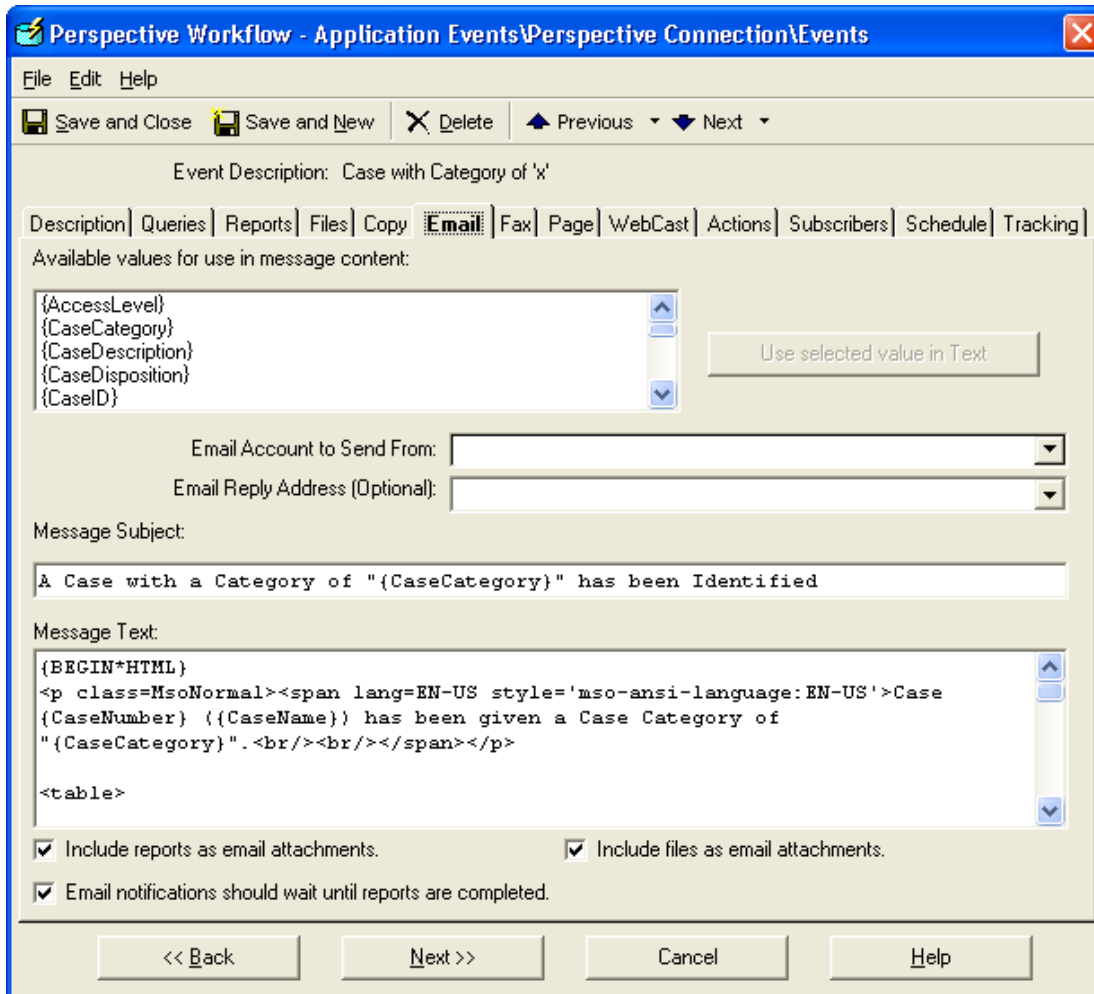 Perspective Workflow - Application Events\Perspective Connection\Events
File Edit Help
Save and Close Save and New Delete Previous Next
Event Description: Case with Category of 'x'
Description Queries Reports Files Copy Email Fax Page WebCast Actions Subscribers Schedule Tracking
Available values for use in message content:
{AccessLevel}
{CaseCategory}
{CaseDescription}
{CaseDisposition}
{CaseID}
Use selected value in Text
Email Account to Send From:
Email Reply Address (Optional):
Message Subject:
A Case with a Category of "{CaseCategory}" has been Identified
Message Text:
{BEGIN*HTML}
<p class=MsoNormal><span lang=EN-US style='mso-ansi-language:EN-US'>Case
{CaseNumber} ({CaseName}) has been given a Case Category of
"{CaseCategory}".<br/><br/></span></p>
<table>
Include reports as email attachments. Include files as email attachments.
Email notifications should wait until reports are completed.
<< Back Next >> Cancel Help